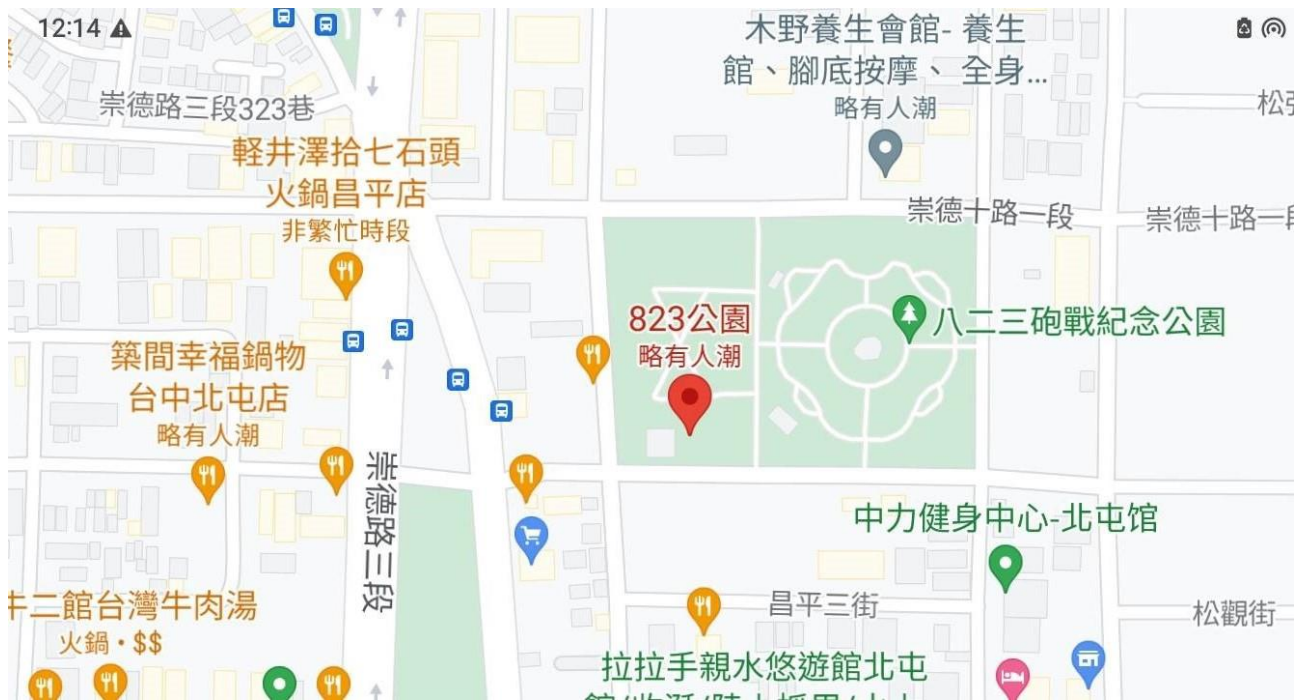 12:14
木野養生會館- 養生
館、腳底按摩、 全身...
略有人潮
崇德路三段323巷
軽井澤拾七石頭
火鍋昌平店
非繁忙時段
崇德十路一段
崇德十路一段
823公園
略有人潮
八二三砲戰紀念公園
築間幸福鍋物
台中北屯店
略有人潮
崇德路三段
中力健身中心-北屯馆
牛二館台灣牛肉湯
火鍋・$$
昌平三街
松觀街
拉拉手親水悠遊館北屯